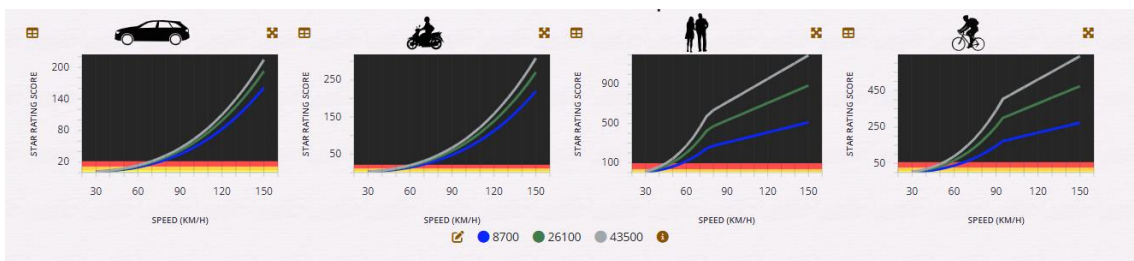 STAR RATING SCORE
200
140
80
20
30 60 90 120 150
SPEED (KM/H)
STAR RATING SCORE
250
150
50
30 60 90 120 150
SPEED (KM/H)
STAR RATING SCORE
900
500
100
30 60 90 120 150
SPEED (KM/H)
STAR RATING SCORE
450
250
50
30 60 90 120 150
SPEED (KM/H)
8700 26100 43500